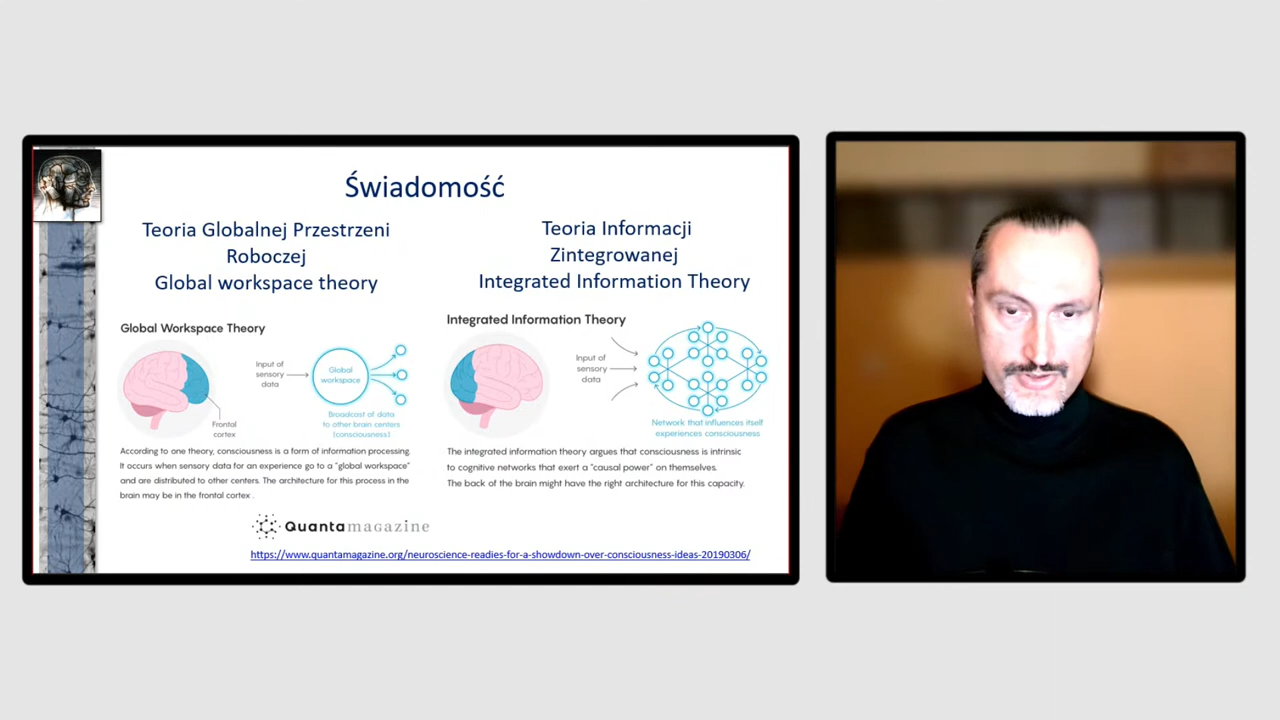 Świadomość
Teoria Globalnej Przestrzeni
Roboczej
Global workspace theory
Global Workspace Theory
Input of
sensory
data
Global
workspace
Frontal
cortex
Broadcast of data
to other brain centers
(consciousness)
According to one theory, consciousness is a form of information processing.
It occurs when sensory data for an experience go to a "global workspace"
and are distributed to other centers. The architecture for this process in the
brain may be in the frontal cortex .
Teoria Informacji
Zintegrowanej
Integrated Information Theory
Integrated Information Theory
Input of
sensory
data
Network that influences itself
experiences consciousness
The integrated information theory argues that consciousness is intrinsic
to cognitive networks that exert a "causal power" on themselves.
The back of the brain might have the right architecture for this capacity.
Quantamagazine
https://www.quantamagazine.org/neuroscience-readies-for-a-showdown-over-consciousness-ideas-20190306/